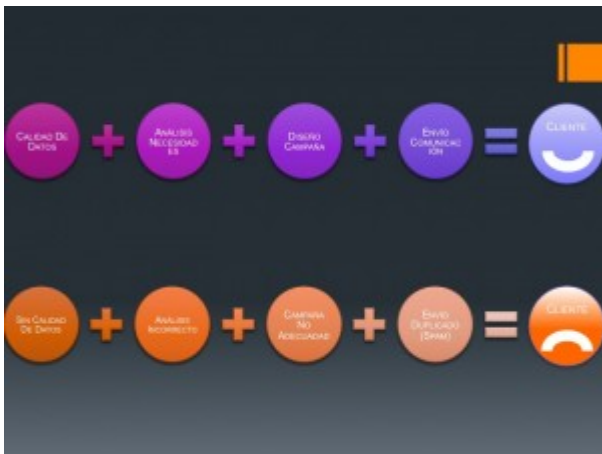 CALIDAD DE
DATOS
ANÁLISIS
NECESIDAD
ES
DISEÑO
CAMPAÑA
ENVÍO
COMUNICAC
IÓN
CLIENTE
SIN CALIDAD
DE DATOS
ANÁLISIS
INCORRECTO
CAMPAÑA
NO
ADECUADAD
ENVÍO
DUPLICADO
(SPAM)
CLIENTE